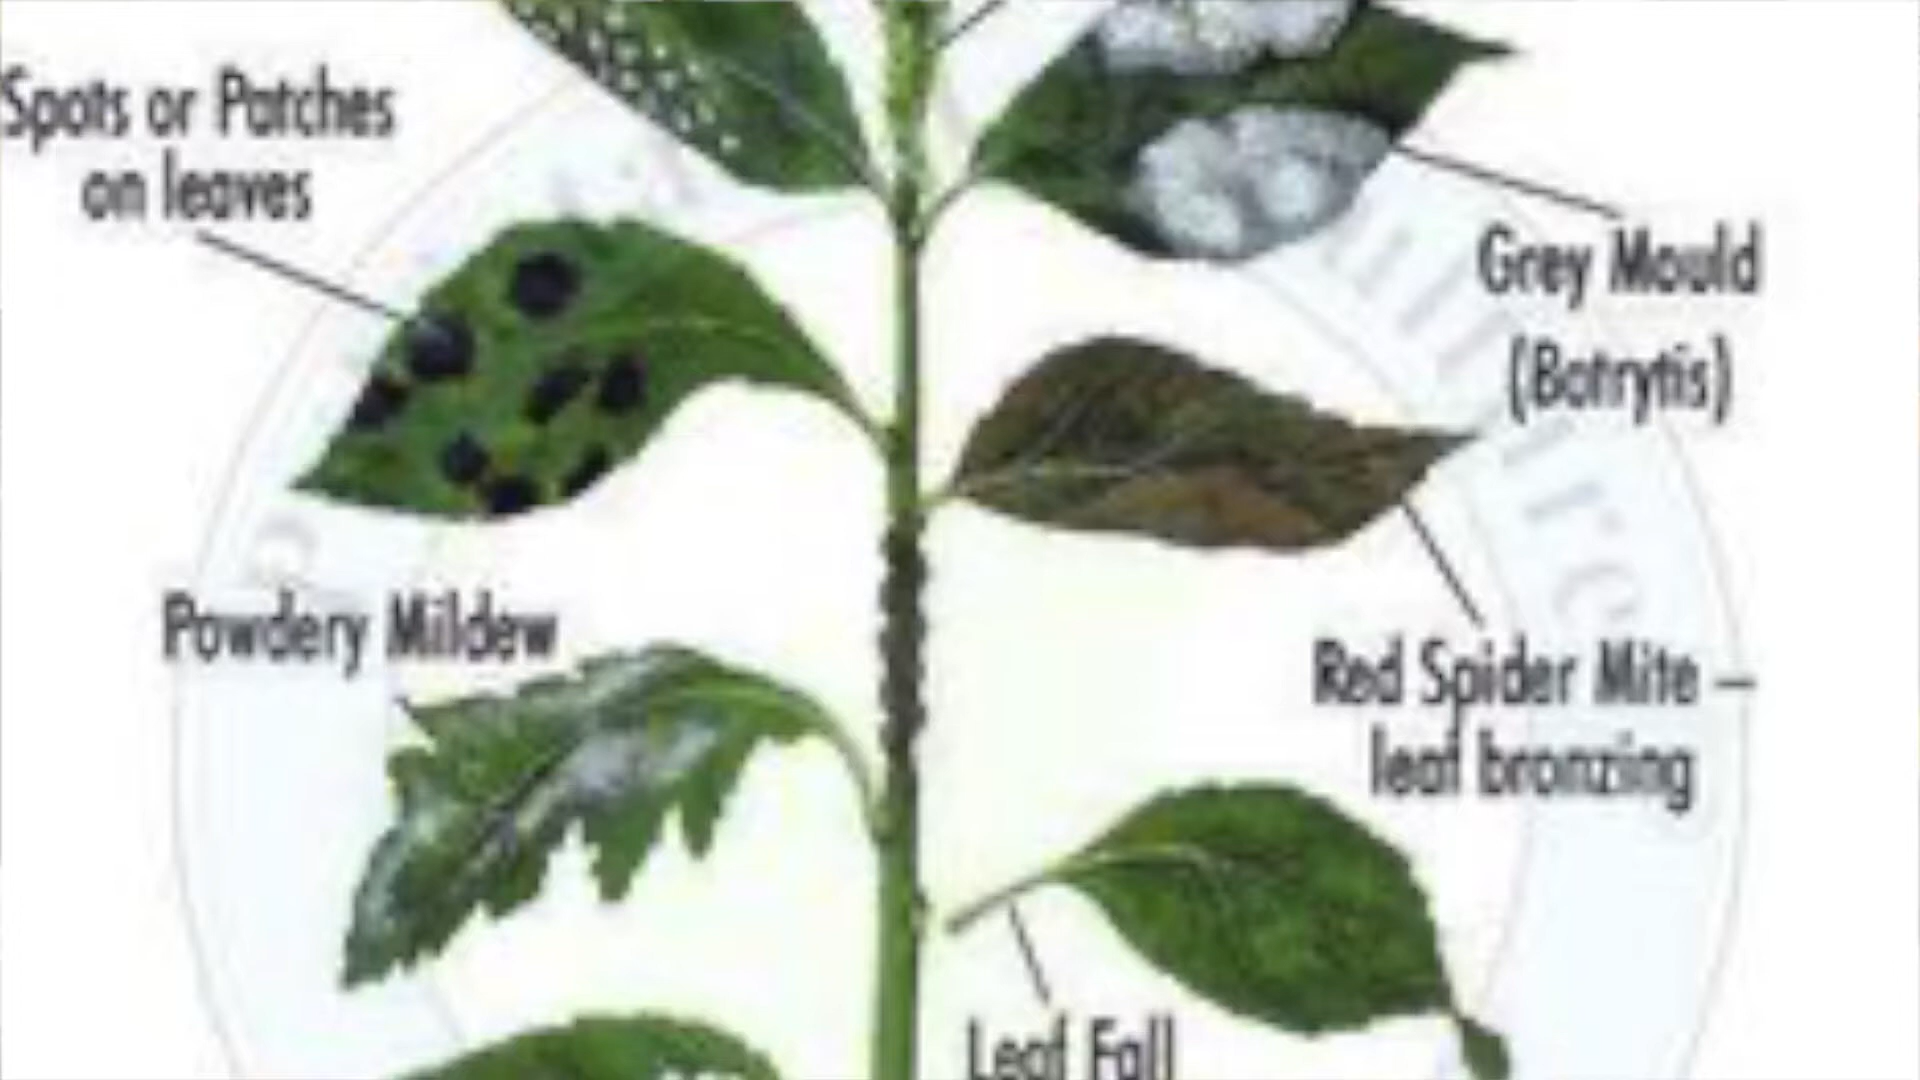 Spots or Patches
on leaves
Grey Mould
(Botrytis)
Powdery Mildew
Red Spider Mite –
leaf bronzing
Leaf Fall